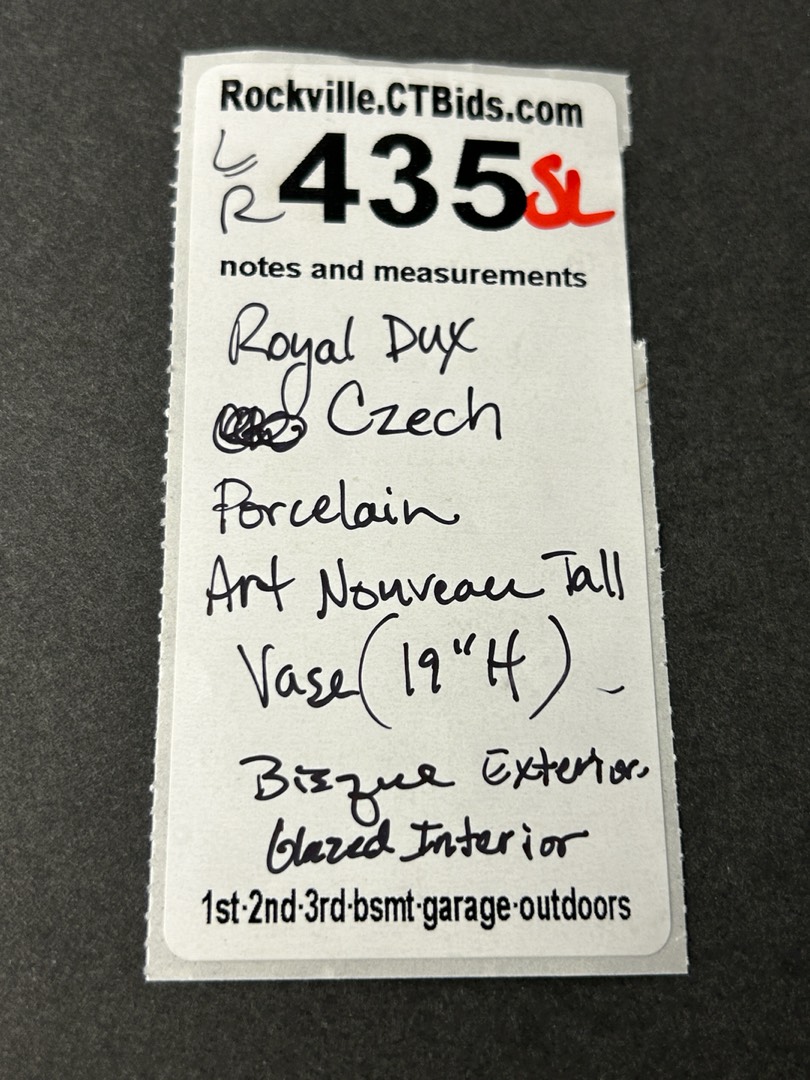 Rockville.CTBids.com
LR 435 SL
notes and measurements
Royal Dux
Czech
Porcelain
Art Nouveau Tall
Vase (19"H) -
Bisque Exterior.
Glazed Interior
1st·2nd·3rd·bsmt·garage·outdoors